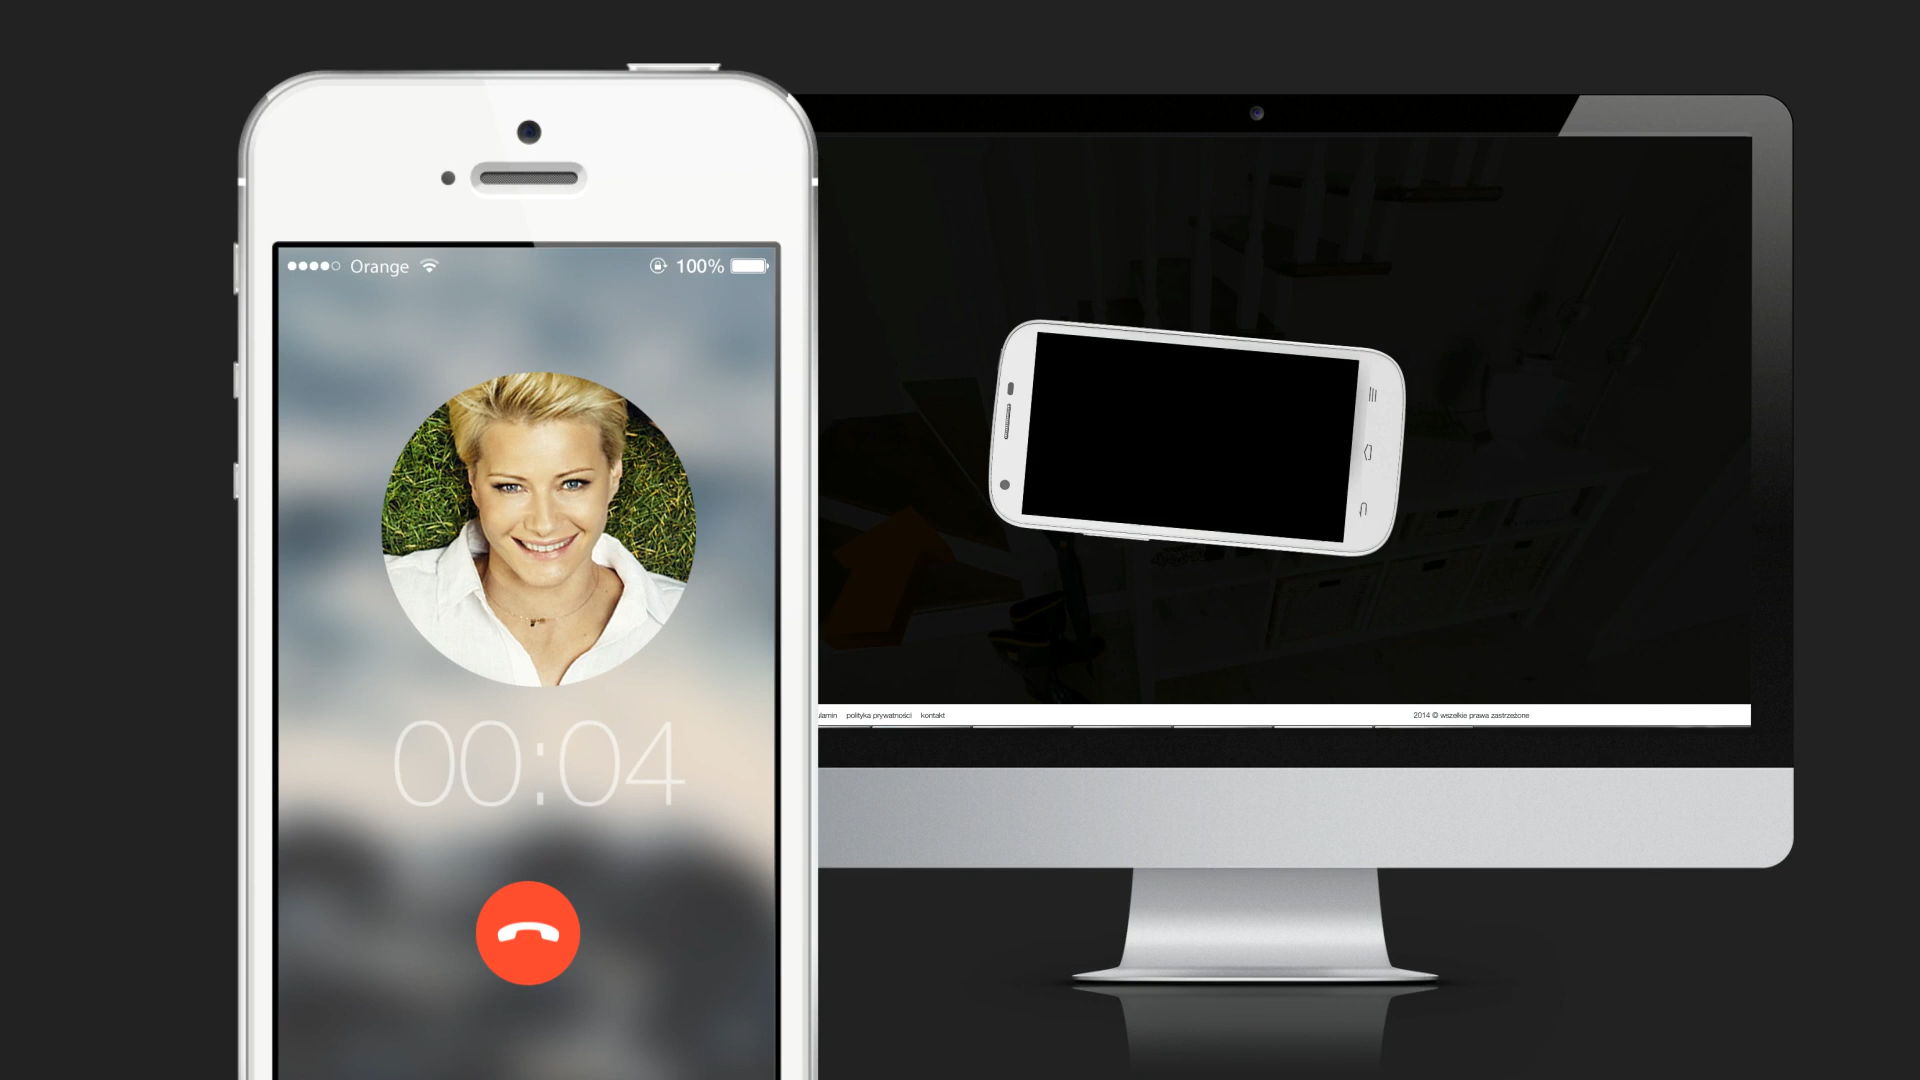 Orange 100%
00:04
polityka prywatności kontakt
2014 © wszelkie prawa zastrzeżone